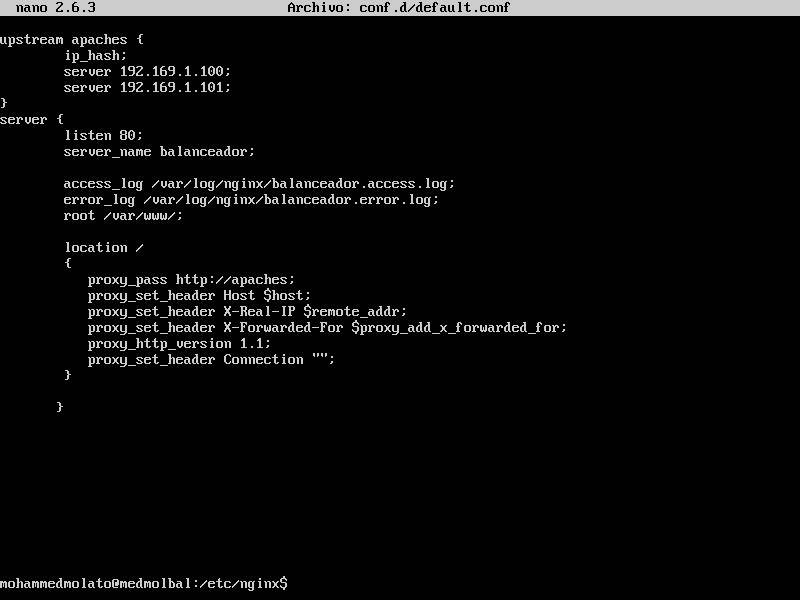 nano 2.6.3 Archivo: conf.d/default.conf
upstream apaches {
ip_hash;
server 192.169.1.100;
server 192.169.1.101;
}
server {
listen 80;
server_name balanceador;
access_log /var/log/nginx/balanceador.access.log;
error_log /var/log/nginx/balanceador.error.log;
root /var/www/;
location /
{
proxy_pass http://apaches;
proxy_set_header Host $host;
proxy_set_header X-Real-IP $remote_addr;
proxy_set_header X-Forwarded-For $proxy_add_x_forwarded_for;
proxy_http_version 1.1;
proxy_set_header Connection "";
}
}
mohammedmolato@medmolbal:/etc/nginx$